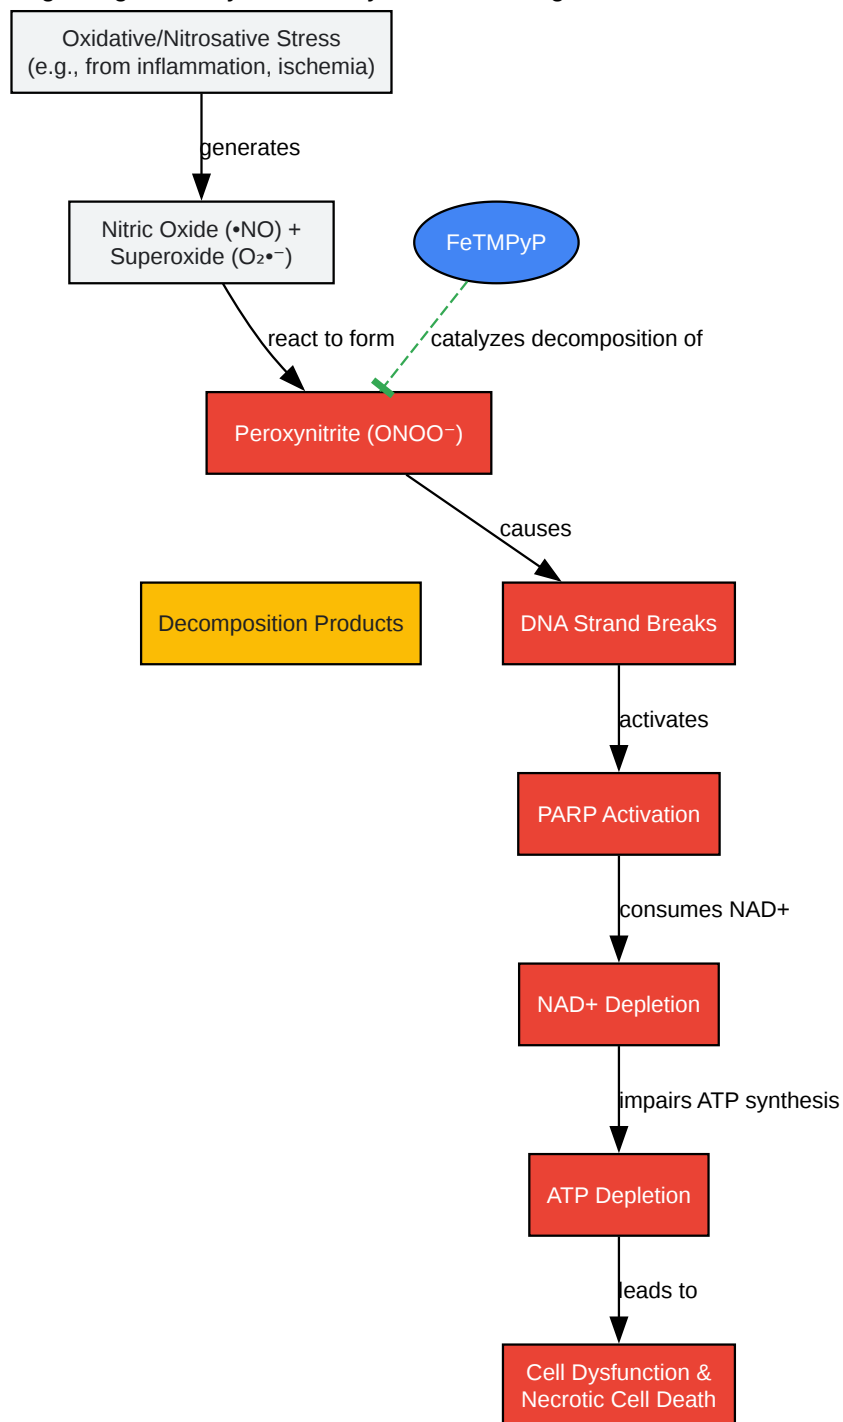 Oxidative/Nitrosative Stress
(e.g., from inflammation, ischemia)
generates
Nitric Oxide (•NO) +
Superoxide (O₂•⁻)
FeTMPyP
react to form
catalyzes decomposition of
Peroxynitrite (ONOO⁻)
causes
Decomposition Products
DNA Strand Breaks
activates
PARP Activation
consumes NAD+
NAD+ Depletion
impairs ATP synthesis
ATP Depletion
leads to
Cell Dysfunction &
Necrotic Cell Death